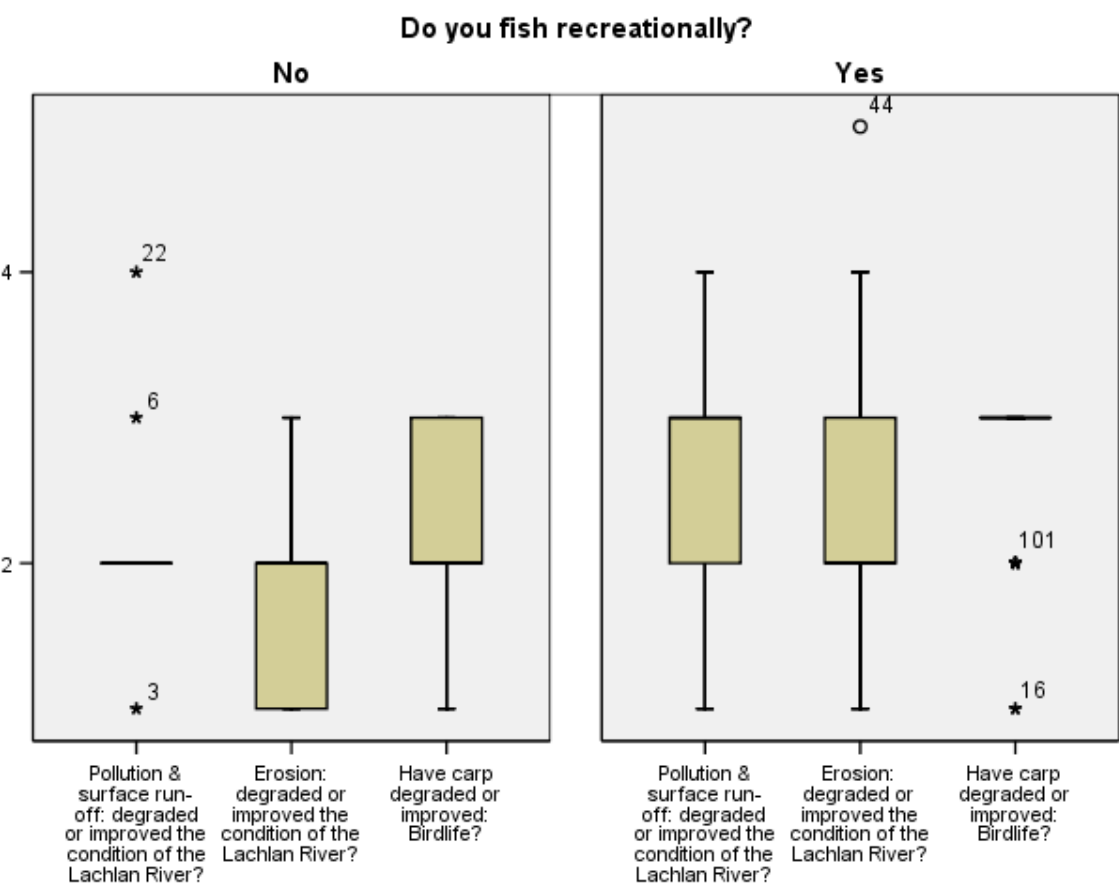 Do you fish recreationally?
No
Yes
44
22
4
6
101
2
3
16
Pollution &
surface run-
off: degraded
or improved the
condition of the
Lachlan River?
Erosion:
degraded or
improved the
condition of the
Lachlan River?
Have carp
degraded or
improved:
Birdlife?
Pollution &
surface run-
off: degraded
or improved the
condition of the
Lachlan River?
Erosion:
degraded or
improved the
condition of the
Lachlan River?
Have carp
degraded or
improved:
Birdlife?